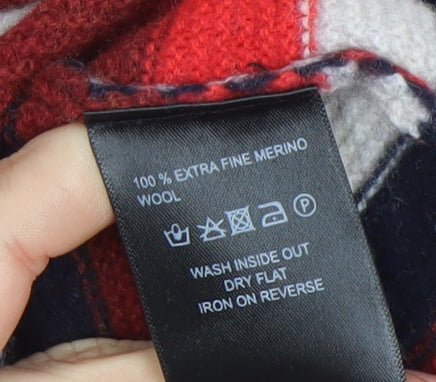 100 % EXTRA FINE MERINO
WOOL
P
WASH INSIDE OUT
DRY FLAT
IRON ON REVERSE